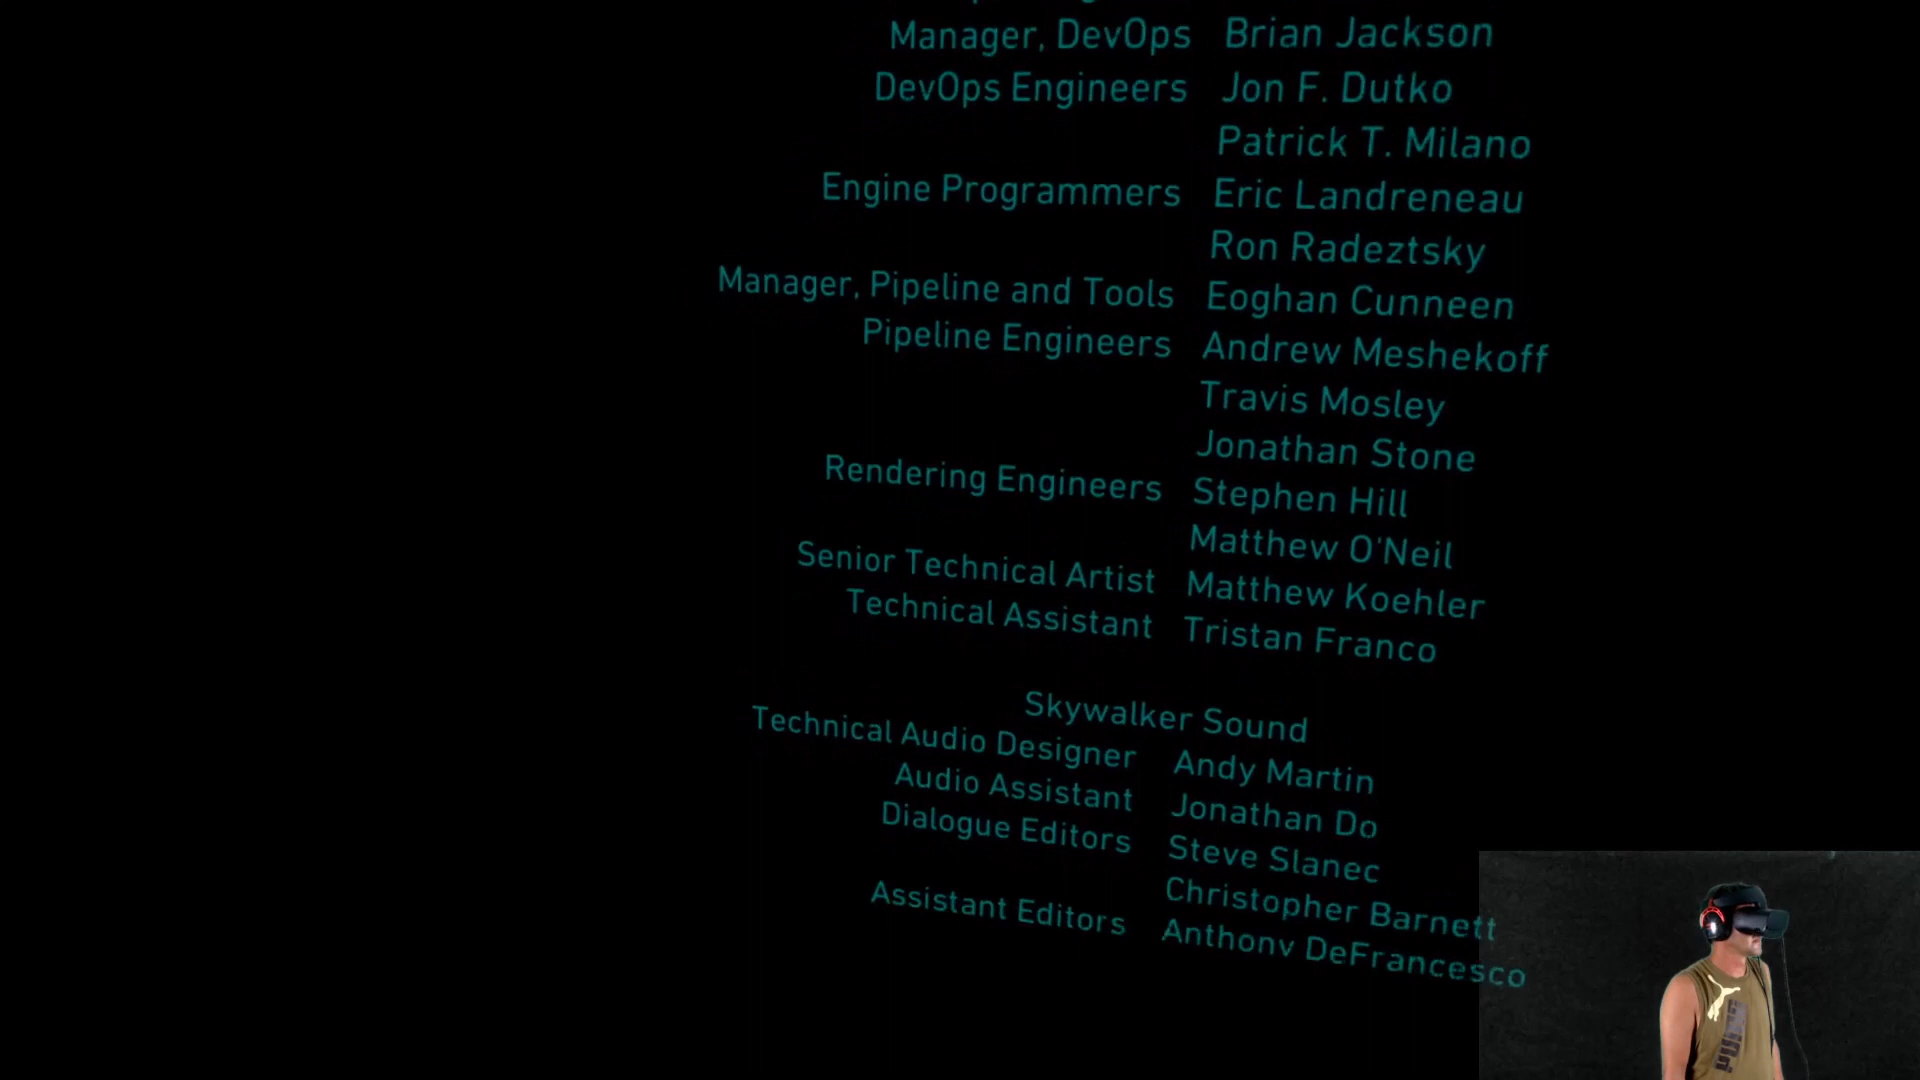 Manager, DevOps Brian Jackson
DevOps Engineers Jon F. Dutko
Patrick T. Milano
Engine Programmers Eric Landreneau
Ron Radeztsky
Manager, Pipeline and Tools Eoghan Cunneen
Pipeline Engineers Andrew Meshekoff
Travis Mosley
Jonathan Stone
Rendering Engineers Stephen Hill
Matthew O'Neil
Senior Technical Artist Matthew Koehler
Technical Assistant Tristan Franco
Skywalker Sound
Technical Audio Designer Andy Martin
Audio Assistant Jonathan Do
Dialogue Editors Steve Slanec
Christopher Barnett
Assistant Editors Anthony DeFrancesco
PUMA